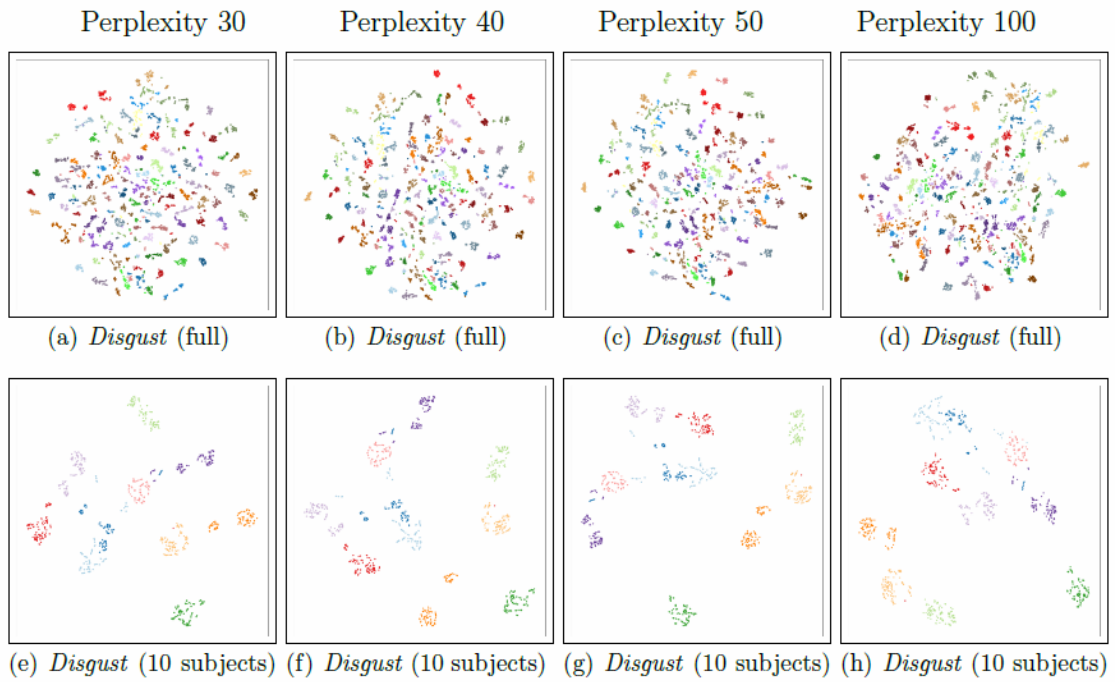 Perplexity 30 Perplexity 40 Perplexity 50 Perplexity 100
(a) Disgust (full) (b) Disgust (full) (c) Disgust (full) (d) Disgust (full)
(e) Disgust (10 subjects) (f) Disgust (10 subjects) (g) Disgust (10 subjects) (h) Disgust (10 subjects)